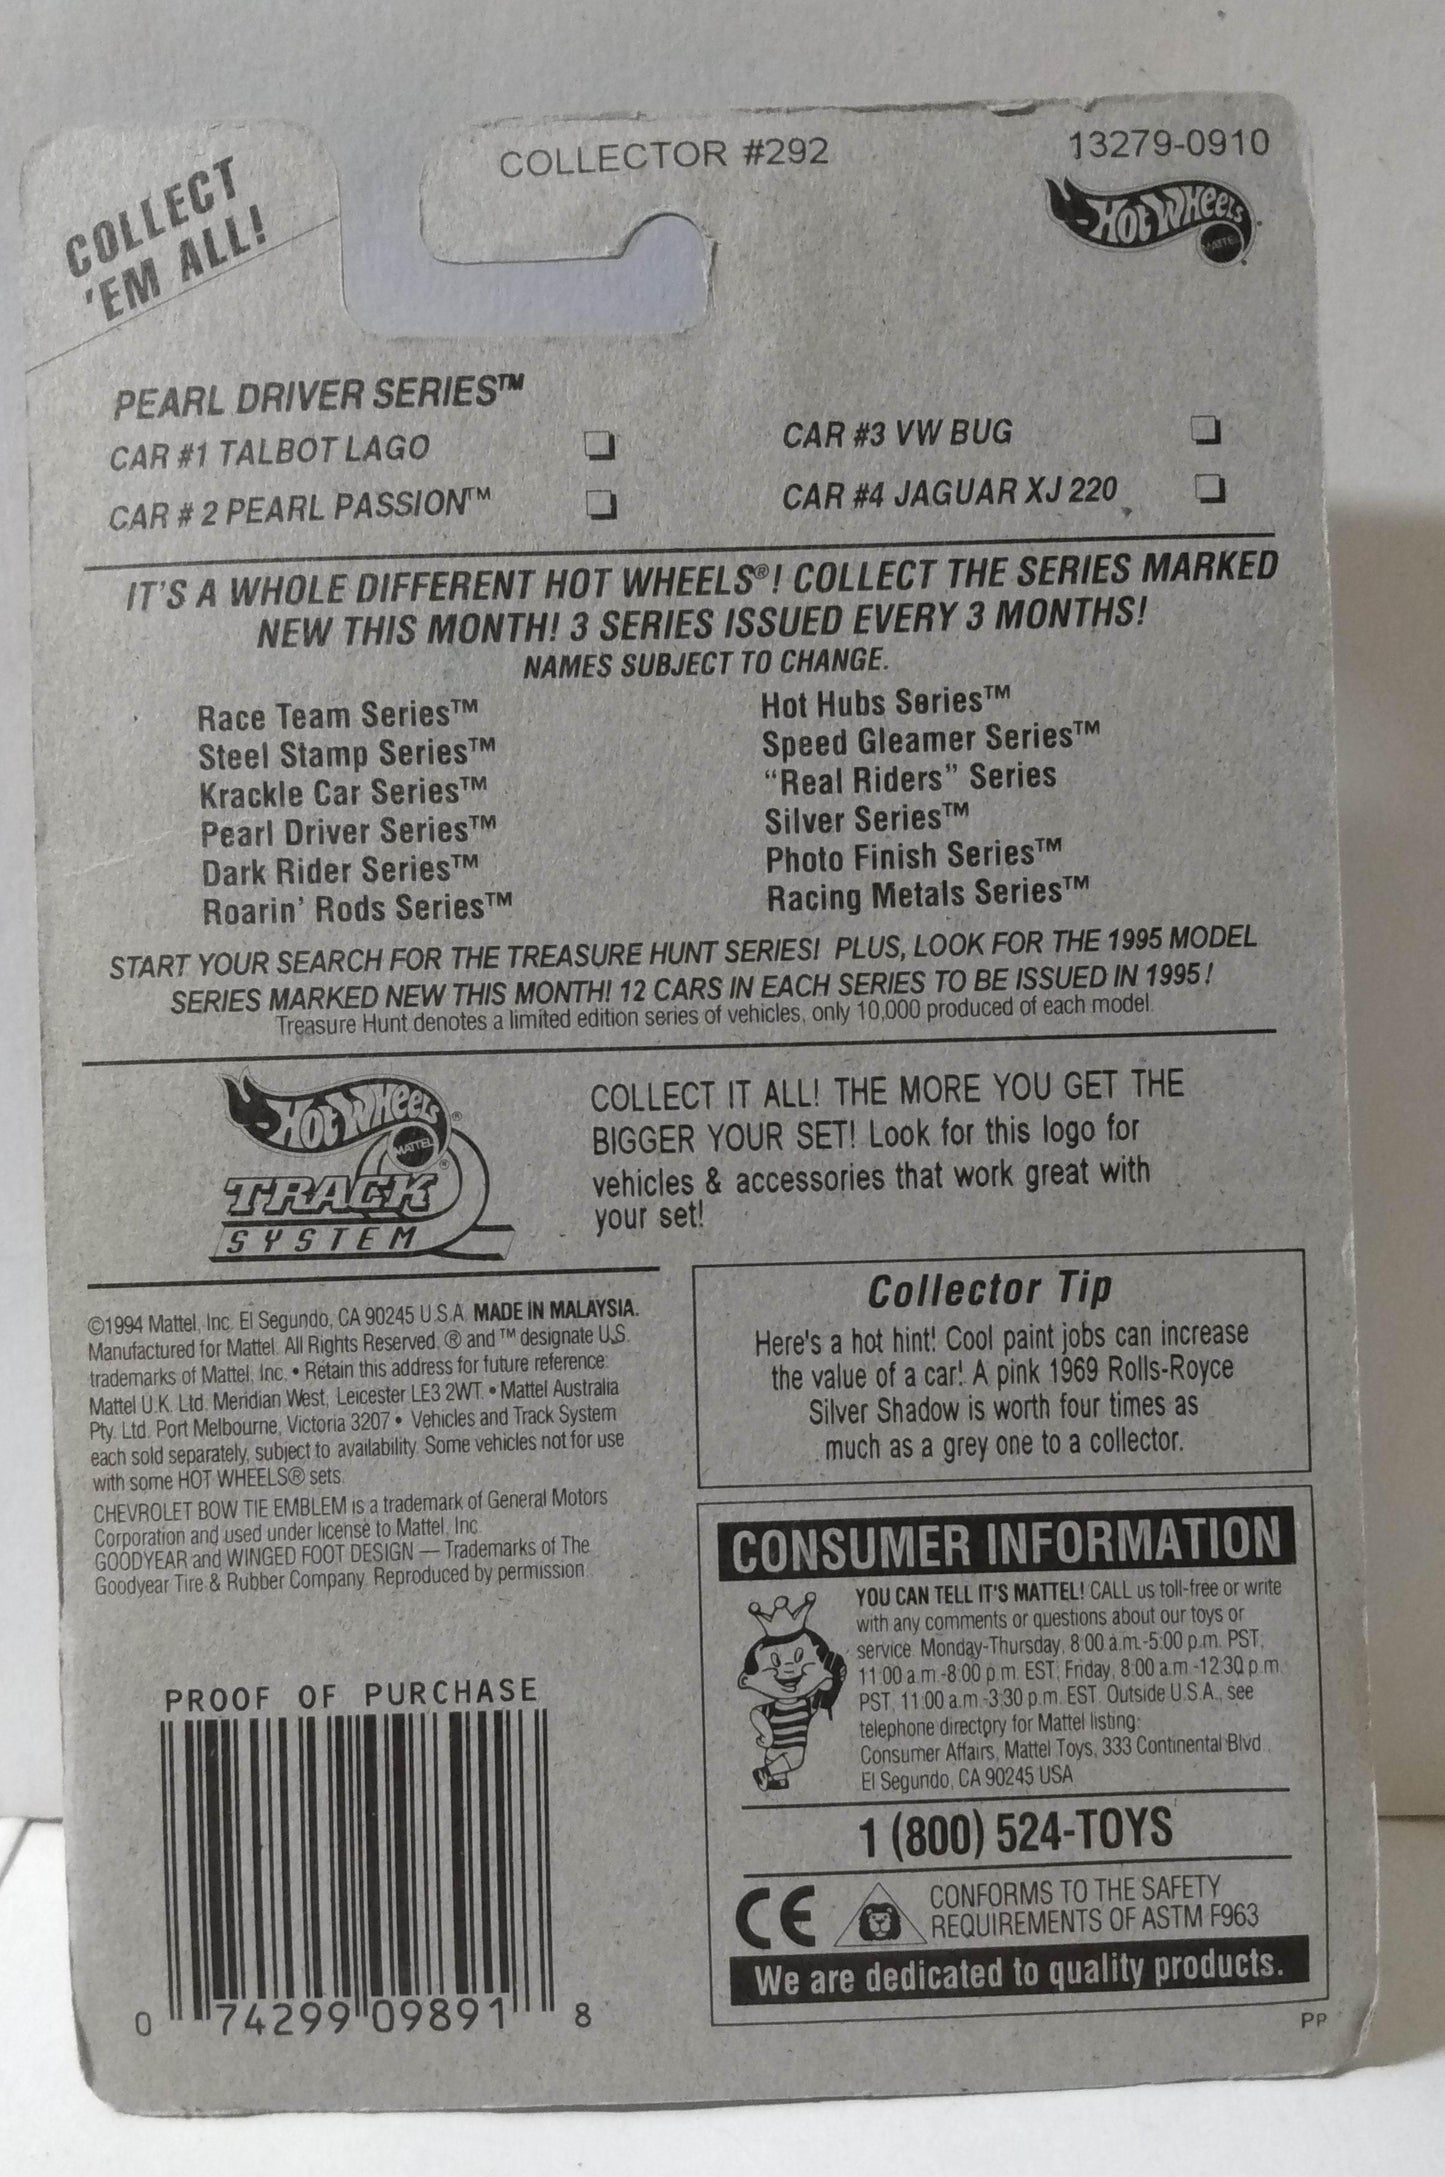 COLLECT
'EM ALL!
COLLECTOR #292
13279-0910
HOT WHEELS
MATTEL
PEARL DRIVER SERIES™
CAR #1 TALBOT LAGO
CAR # 2 PEARL PASSION™
CAR #3 VW BUG
CAR #4 JAGUAR XJ 220
IT'S A WHOLE DIFFERENT HOT WHEELS®! COLLECT THE SERIES MARKED
NEW THIS MONTH! 3 SERIES ISSUED EVERY 3 MONTHS!
NAMES SUBJECT TO CHANGE.
Race Team Series™
Steel Stamp Series™
Krackle Car Series™
Pearl Driver Series™
Dark Rider Series™
Roarin' Rods Series™
Hot Hubs Series™
Speed Gleamer Series™
“Real Riders” Series
Silver Series™
Photo Finish Series™
Racing Metals Series™
START YOUR SEARCH FOR THE TREASURE HUNT SERIES! PLUS, LOOK FOR THE 1995 MODEL
SERIES MARKED NEW THIS MONTH! 12 CARS IN EACH SERIES TO BE ISSUED IN 1995!
Treasure Hunt denotes a limited edition series of vehicles, only 10,000 produced of each model.
HOT WHEELS®
MATTEL®
TRACK
SYSTEM
COLLECT IT ALL! THE MORE YOU GET THE
BIGGER YOUR SET! Look for this logo for
vehicles & accessories that work great with
your set!
©1994 Mattel, Inc. El Segundo, CA 90245 U.S.A. MADE IN MALAYSIA.
Manufactured for Mattel. All Rights Reserved. ® and ™ designate U.S.
trademarks of Mattel, Inc. • Retain this address for future reference:
Mattel U.K. Ltd. Meridian West, Leicester LE3 2WT. • Mattel Australia
Pty. Ltd. Port Melbourne, Victoria 3207 • Vehicles and Track System
each sold separately, subject to availability. Some vehicles not for use
with some HOT WHEELS® sets.
CHEVROLET BOW TIE EMBLEM is a trademark of General Motors
Corporation and used under license to Mattel, Inc.
GOODYEAR and WINGED FOOT DESIGN — Trademarks of The
Goodyear Tire & Rubber Company. Reproduced by permission.
Collector Tip
Here's a hot hint! Cool paint jobs can increase
the value of a car! A pink 1969 Rolls-Royce
Silver Shadow is worth four times as
much as a grey one to a collector.
CONSUMER INFORMATION
YOU CAN TELL IT'S MATTEL! CALL us toll-free or write
with any comments or questions about our toys or
service. Monday-Thursday, 8:00 a.m.-5:00 p.m. PST,
11:00 a.m.-8:00 p.m. EST; Friday, 8:00 a.m.-12:30 p.m.
PST, 11:00 a.m.-3:30 p.m. EST. Outside U.S.A., see
telephone directory for Mattel listing:
Consumer Affairs, Mattel Toys, 333 Continental Blvd.
El Segundo, CA 90245 USA
1 (800) 524-TOYS
CE
CONFORMS TO THE SAFETY
REQUIREMENTS OF ASTM F963
We are dedicated to quality products.
PROOF OF PURCHASE
0 74299 09891 8
PP